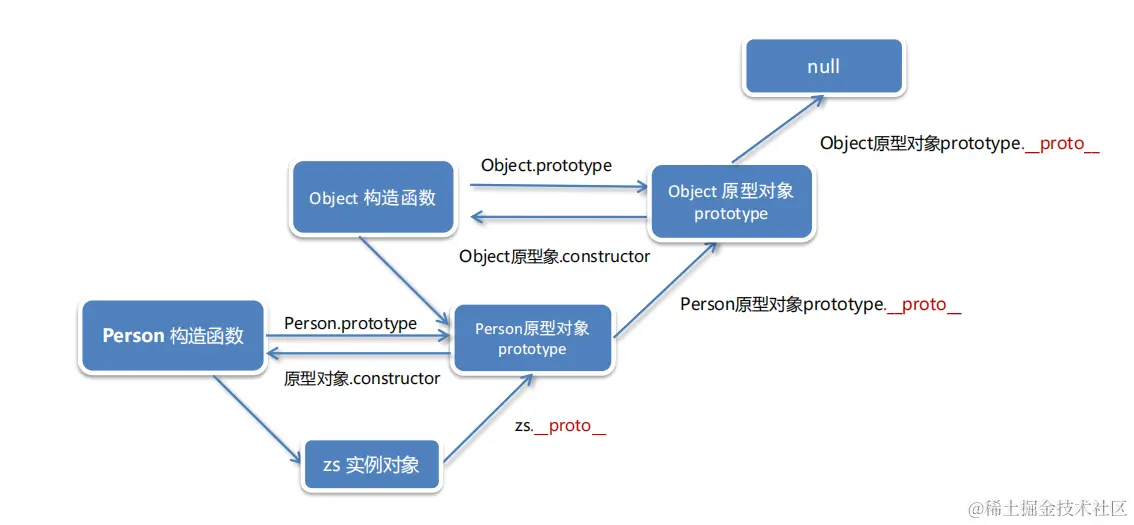 null
Object原型对象prototype.__proto__
Object.prototype
Object 构造函数
Object 原型对象
prototype
Object原型象.constructor
Person原型对象prototype.__proto__
Person.prototype
Person 构造函数
Person原型对象
prototype
原型对象.constructor
zs.__proto__
zs 实例对象
@稀土掘金技术社区